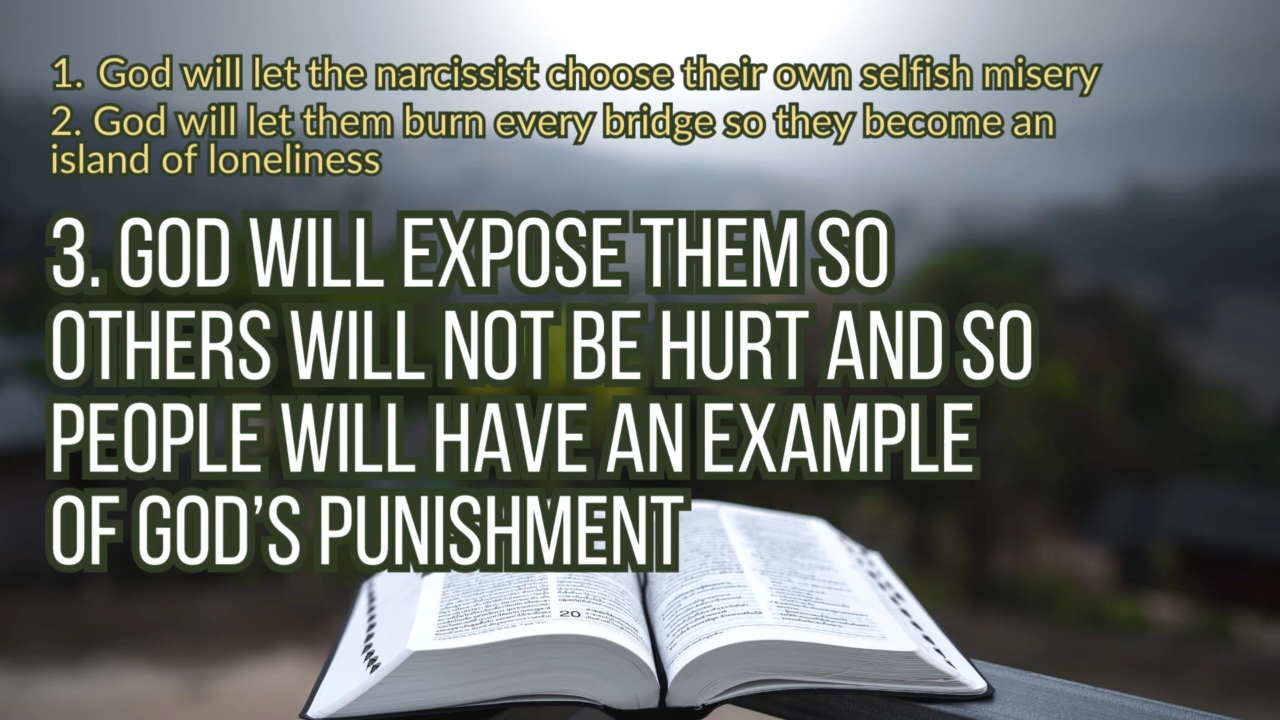 1. God will let the narcissist choose their own selfish misery
2. God will let them burn every bridge so they become an
island of loneliness
3. GOD WILL EXPOSE THEM SO
OTHERS WILL NOT BE HURT AND SO
PEOPLE WILL HAVE AN EXAMPLE
OF GOD'S PUNISHMENT
20